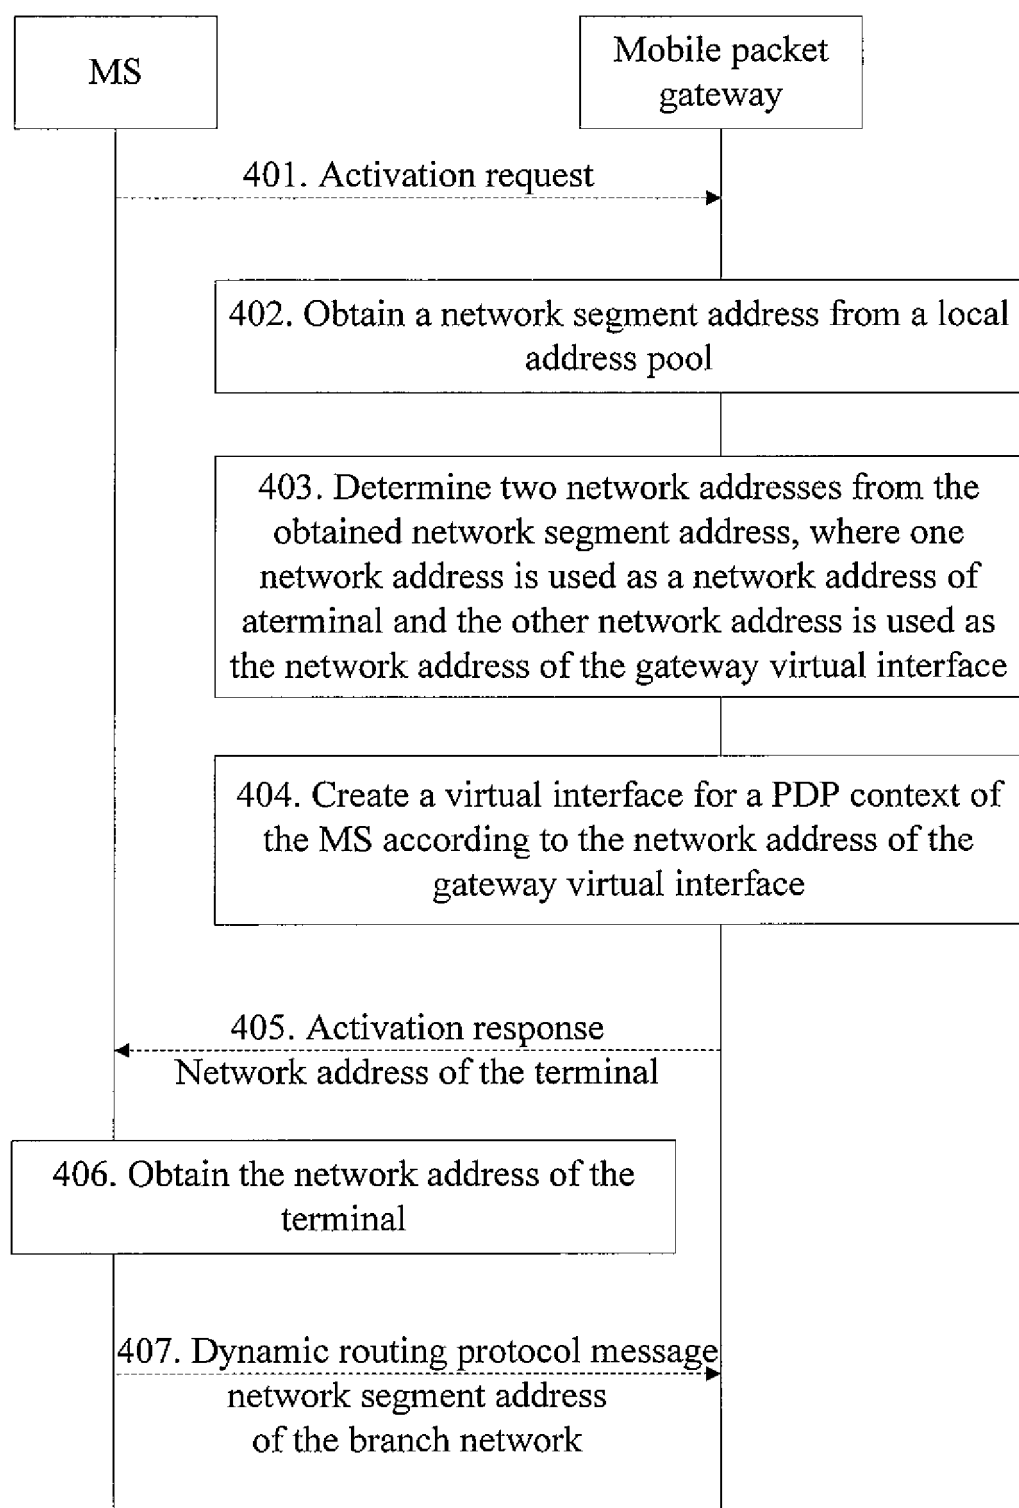 MS
Mobile packet
gateway
401. Activation request
402. Obtain a network segment address from a local
address pool
403. Determine two network addresses from the
obtained network segment address, where one
network address is used as a network address of
aterminal and the other network address is used as
the network address of the gateway virtual interface
404. Create a virtual interface for a PDP context of
the MS according to the network address of the
gateway virtual interface
405. Activation response
Network address of the terminal
406. Obtain the network address of the
terminal
407. Dynamic routing protocol message
network segment address
of the branch network